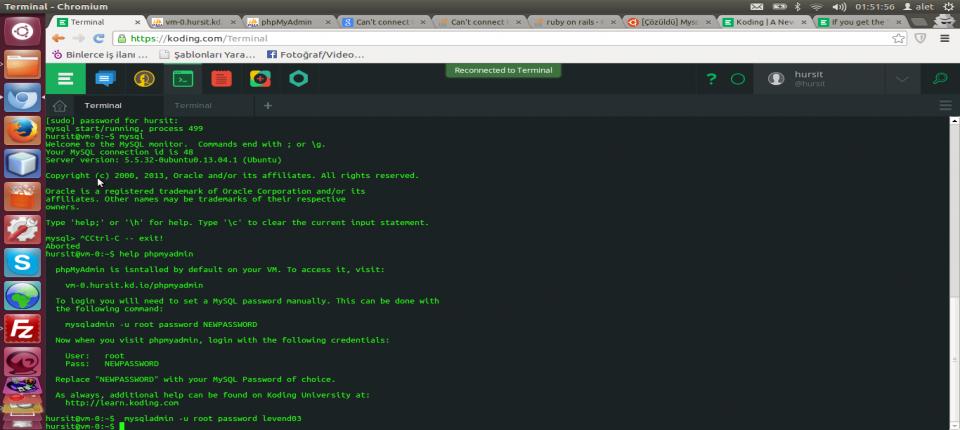 Terminal - Chromium
01:51:56
alet
Terminal
vm-0.hursit.kd.
phpMyAdmin
Can't connect
Can't connect
ruby on rails -
[Çözüldü] Mys
Koding | A New
If you get the "
https://koding.com/Terminal
Binlerce iş ilanı ...
Şablonları Yara...
Fotoğraf/Video...
Reconnected to Terminal
hursit
@hursit
Terminal
Terminal
[sudo] password for hursit:
mysql start/running, process 499
hursit@vm-0:~$ mysql
Welcome to the MySQL monitor.  Commands end with ; or \g.
Your MySQL connection id is 48
Server version: 5.5.32-0ubuntu0.13.04.1 (Ubuntu)
Copyright (c) 2000, 2013, Oracle and/or its affiliates. All rights reserved.
Oracle is a registered trademark of Oracle Corporation and/or its
affiliates. Other names may be trademarks of their respective
owners.
Type 'help;' or '\h' for help. Type '\c' to clear the current input statement.
mysql> ^CCtrl-C -- exit!
Aborted
hursit@vm-0:~$ help phpmyadmin
phpMyAdmin is isntalled by default on your VM. To access it, visit:
vm-0.hursit.kd.io/phpmyadmin
To login you will need to set a MySQL password manually. This can be done with
the following command:
mysqladmin -u root password NEWPASSWORD
Now when you visit phpmyadmin, login with the following credentials:
User:   root
Pass:   NEWPASSWORD
Replace "NEWPASSWORD" with your MySQL Password of choice.
As always, additional help can be found on Koding University at:
http://learn.koding.com
hursit@vm-0:~$  mysqladmin -u root password levend03
hursit@vm-0:~$